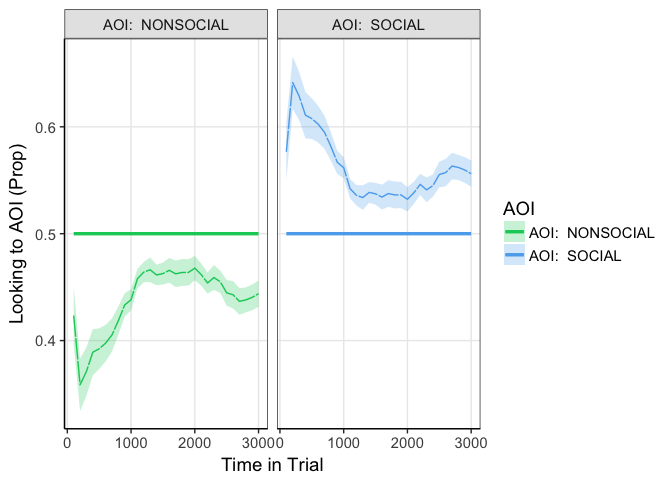 AOI:  NONSOCIAL
AOI:  SOCIAL
Looking to AOI (Prop)
0.6
0.5
0.4
0
1000
2000
3000
0
1000
2000
3000
Time in Trial
AOI
AOI:  NONSOCIAL
AOI:  SOCIAL